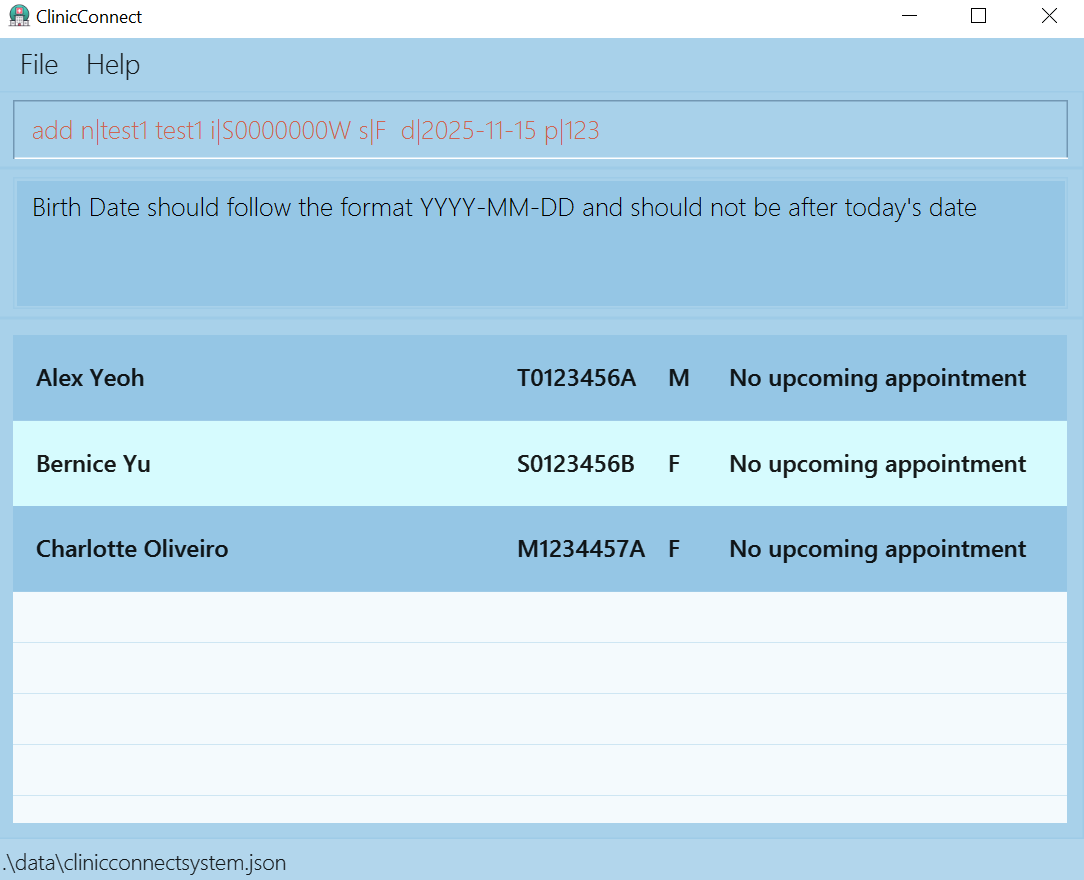 ClinicConnect
File Help
add n|test1 test1 i|S0000000W s|F  d|2025-11-15 p|123
Birth Date should follow the format YYYY-MM-DD and should not be after today's date
Alex Yeoh T0123456A M No upcoming appointment
Bernice Yu S0123456B F No upcoming appointment
Charlotte Oliveiro M1234457A F No upcoming appointment
.\data\clinicconnectsystem.json